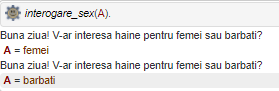 interogare_sex(A).
Buna ziua! V-ar interesa haine pentru femei sau barbati?
A = femei
Buna ziua! V-ar interesa haine pentru femei sau barbati?
A = barbati